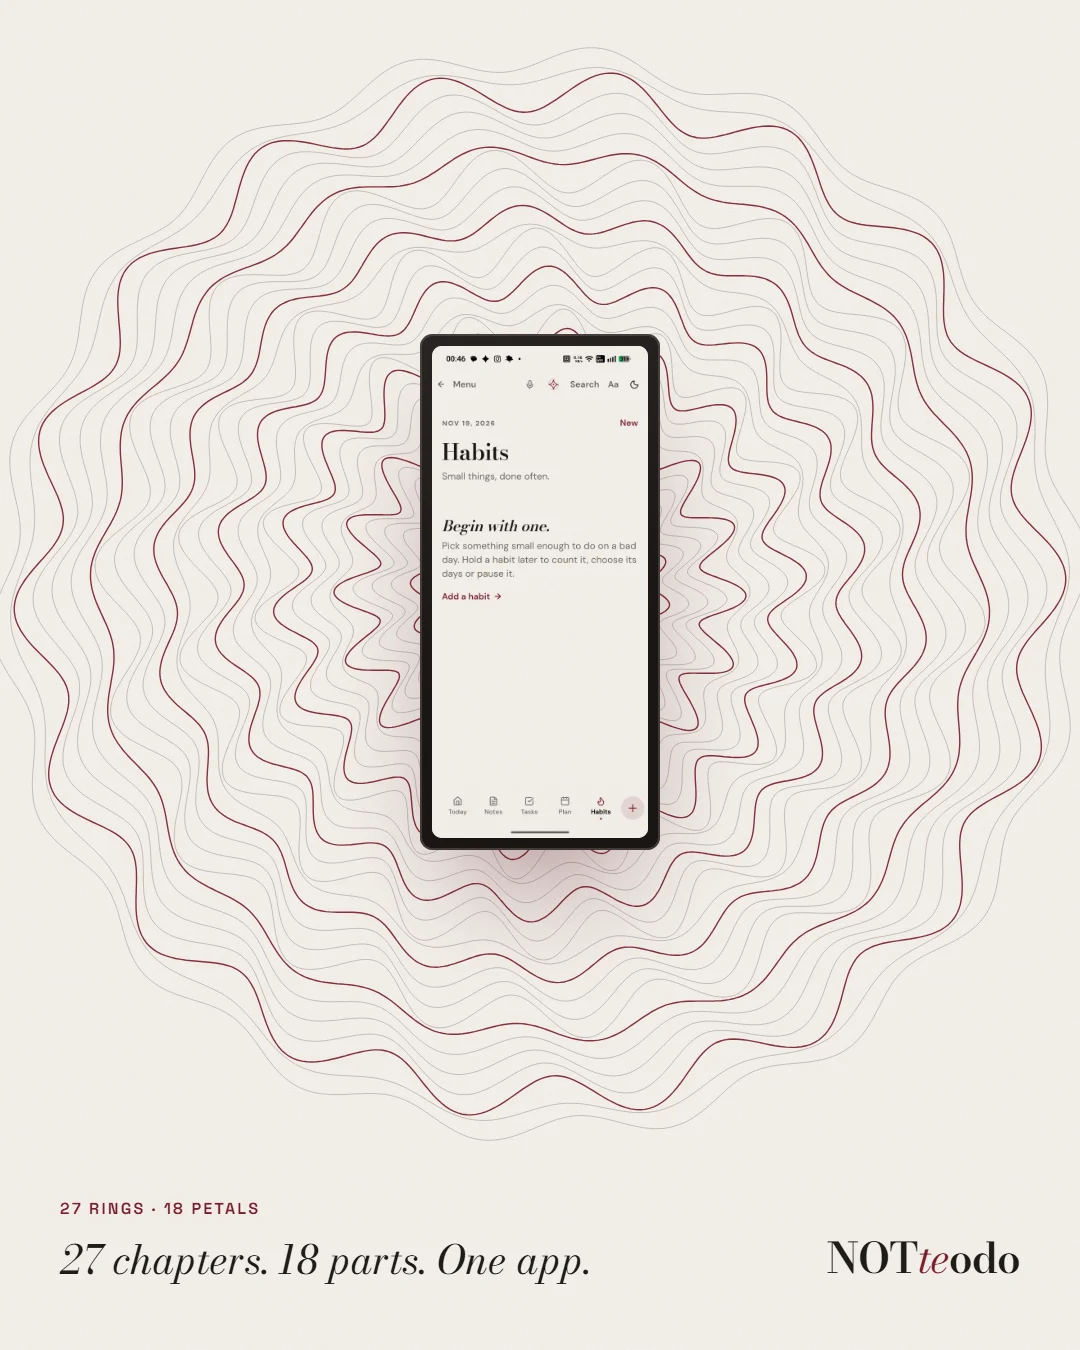 00:46
Menu Search Aa
NOV 19, 2026 New
Habits
Small things, done often.
Begin with one.
Pick something small enough to do on a bad
day. Hold a habit later to count it, choose its
days or pause it.
Add a habit →
Today Notes Tasks Plan Habits +
27 RINGS · 18 PETALS
27 chapters. 18 parts. One app.
NOTteodo